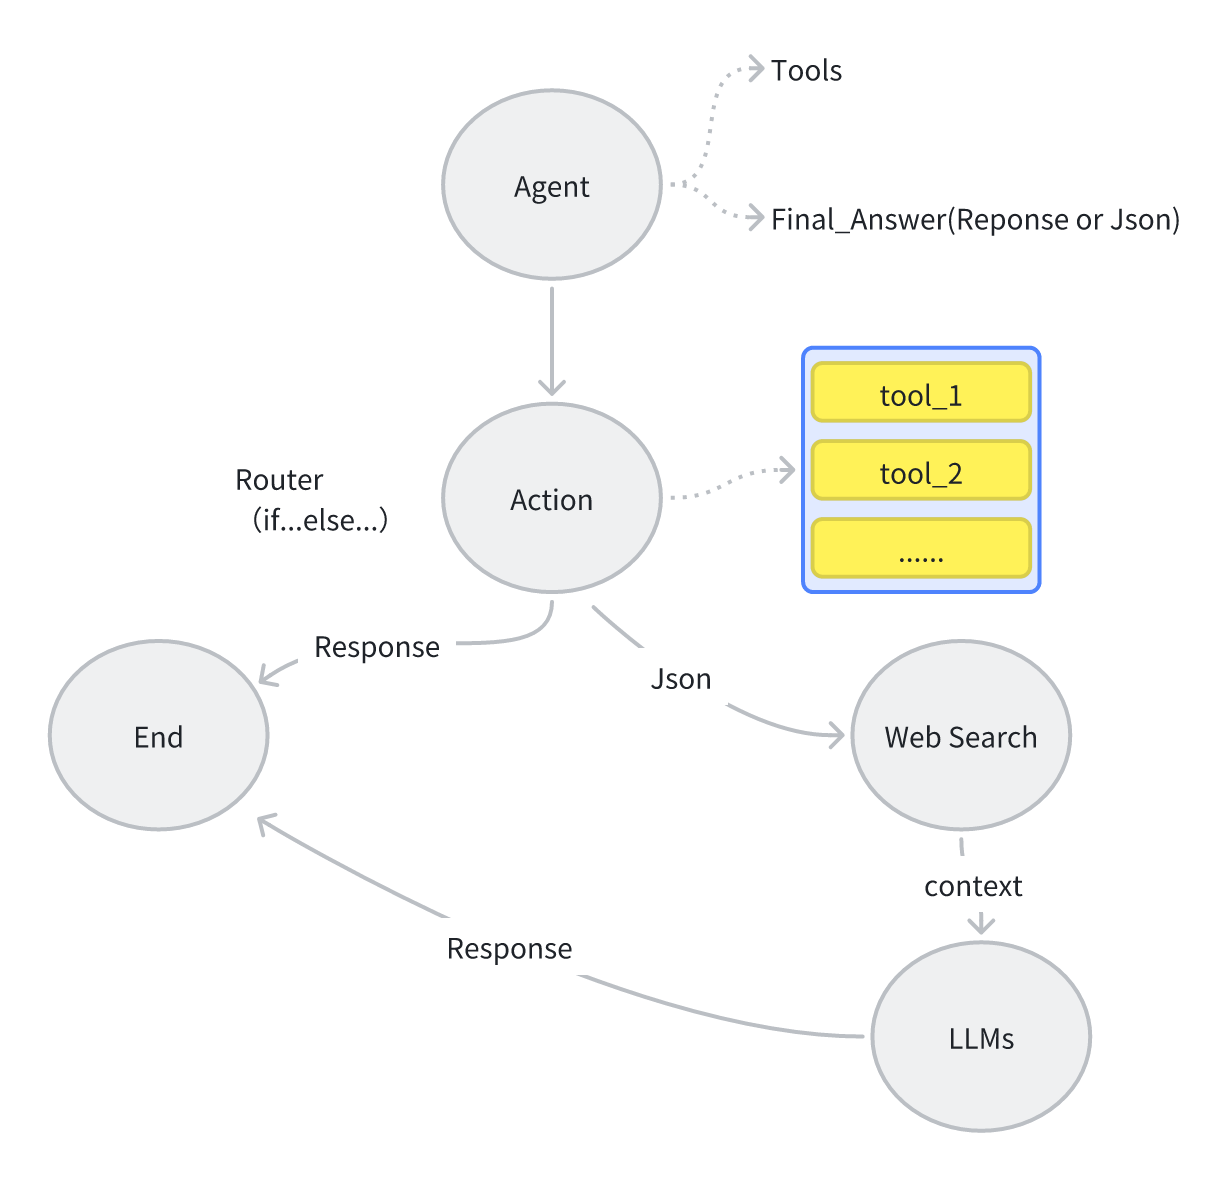 Tools
Agent
Final_Answer(Reponse or Json)
tool_1
tool_2
Router
Action
（if...else...）
......
Response
Json
End
Web Search
context
Response
LLMs